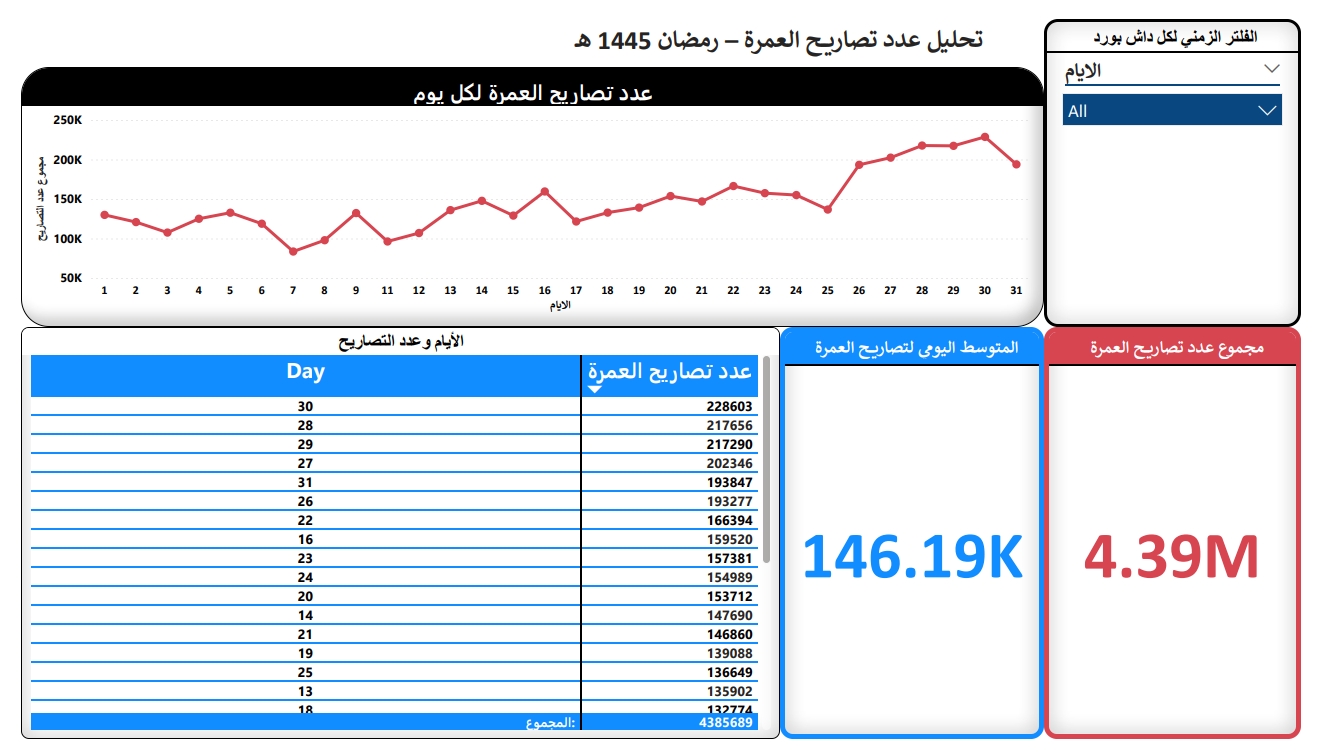 تحليل عدد تصاريح العمرة – رمضان 1445 هـ
الفلتر الزمني لكل داش بورد
الايام
All
عدد تصاريح العمرة لكل يوم
مجموع عدد التصاريح
250K
200K
150K
100K
50K
1 2 3 4 5 6 7 8 9 11 12 13 14 15 16 17 18 19 20 21 22 23 24 25 26 27 28 29 30 31
الايام
مجموع عدد تصاريح العمرة
4.39M
المتوسط اليومي لتصاريح العمرة
146.19K
الأيام وعدد التصاريح
Day عدد تصاريح العمرة
30 228603
28 217656
29 217290
27 202346
31 193847
26 193277
22 166394
16 159520
23 157381
24 154989
20 153712
14 147690
21 146860
19 139088
25 136649
13 135902
18 132774
المجموع: 4385689